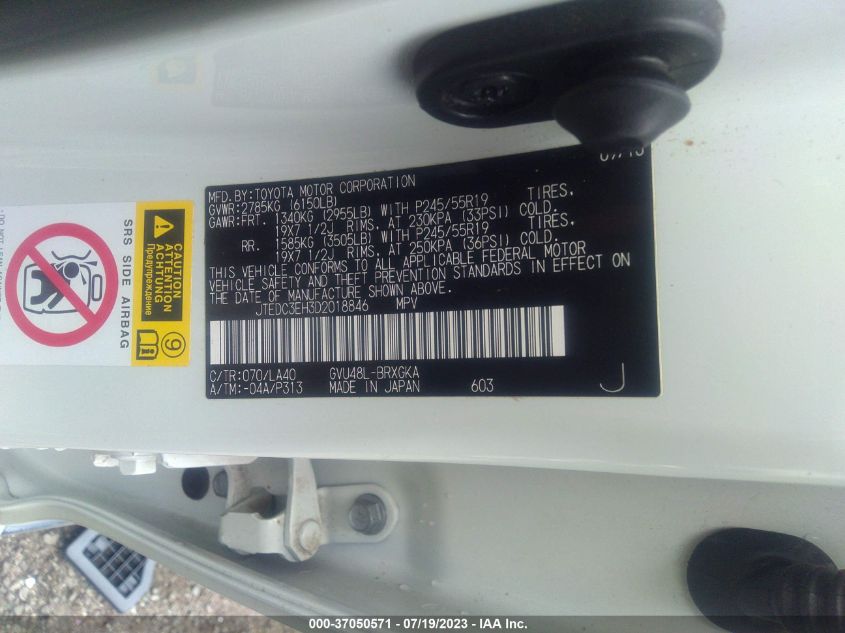 07/13
MFD.BY:TOYOTA MOTOR CORPORATION
GVWR:2785KG (6150LB)
GAWR:FRT. 1340KG (2955LB) WITH P245/55R19 TIRES,
19X7 1/2J RIMS, AT 230KPA (33PSI) COLD.
RR. 1585KG (3505LB) WITH P245/55R19 TIRES,
19X7 1/2J RIMS, AT 250KPA (36PSI) COLD.
THIS VEHICLE CONFORMS TO ALL APPLICABLE FEDERAL MOTOR
VEHICLE SAFETY AND THEFT PREVENTION STANDARDS IN EFFECT ON
THE DATE OF MANUFACTURE SHOWN ABOVE.
JTEDC3EH3D2018846 MPV
C/TR:070/LA40 GVU48L-BRXGKA
A/TM:-04A/P313 MADE IN JAPAN 603
J
CAUTION
ATTENTION
ACHTUNG
Предупреждение
9
SRS SIDE AIRBAG
000-37050571 - 07/19/2023 - IAA Inc.